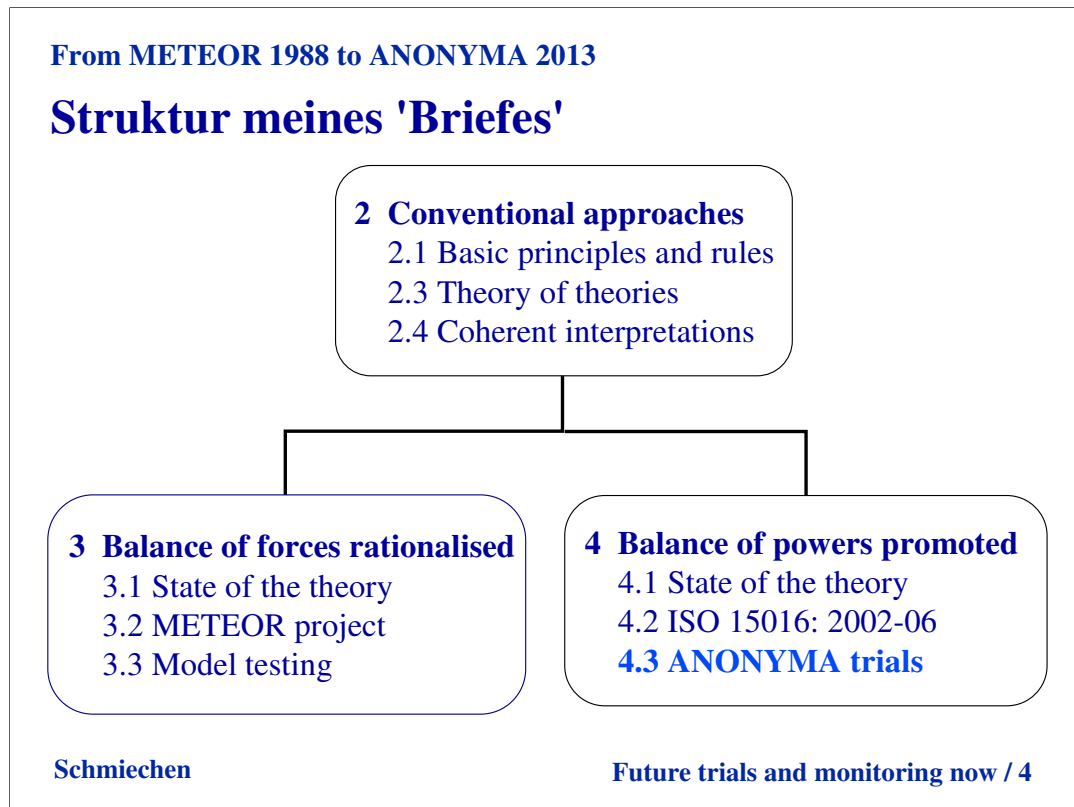 From METEOR 1988 to ANONYMA 2013
Struktur meines 'Briefes'
2 Conventional approaches
2.1 Basic principles and rules
2.3 Theory of theories
2.4 Coherent interpretations
3 Balance of forces rationalised
3.1 State of the theory
3.2 METEOR project
3.3 Model testing
4 Balance of powers promoted
4.1 State of the theory
4.2 ISO 15016: 2002-06
4.3 ANONYMA trials
Schmiechen
Future trials and monitoring now / 4